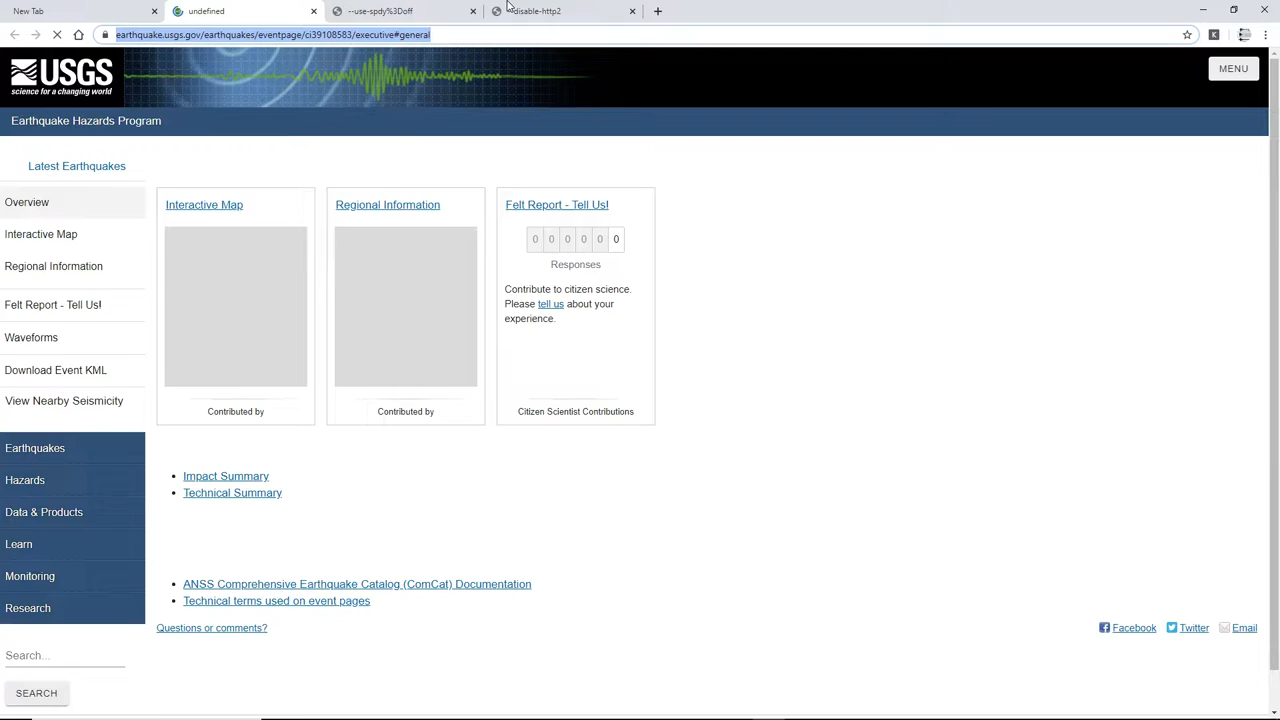 New Tab
undefined
--use-spdy%3Doff
disable-http2
earthquake.usgs.gov/earthquakes/eventpage/ci39108583/executive#general
USGS
science for a changing world
MENU
Earthquake Hazards Program
Latest Earthquakes
Overview
Interactive Map
Regional Information
Felt Report - Tell Us!
Waveforms
Download Event KML
View Nearby Seismicity
Earthquakes
Hazards
Data & Products
Learn
Monitoring
Research
Search...
SEARCH
Interactive Map
Contributed by
Regional Information
Contributed by
Felt Report - Tell Us!
0 0 0 0 0 0
Responses
Contribute to citizen science.
Please tell us about your
experience.
Citizen Scientist Contributions
Impact Summary
Technical Summary
ANSS Comprehensive Earthquake Catalog (ComCat) Documentation
Technical terms used on event pages
Questions or comments?
Facebook
Twitter
Email